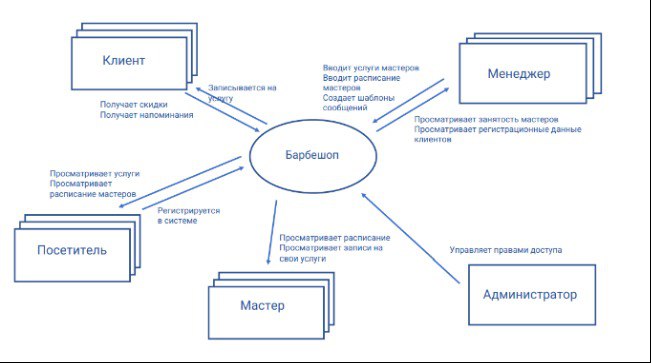 Клиент
Записывается на
услугу
Получает скидки
Получает напоминания
Вводит услуги мастеров
Вводит расписание
мастеров
Создает шаблоны
сообщений
Менеджер
Просматривает занятость мастеров
Просматривает регистрационные данные
клиентов
Барбешоп
Просматривает услуги
Просматривает
расписание мастеров
Регистрируется
в системе
Посетитель
Просматривает расписание
Просматривает записи на
свои услуги
Мастер
Управляет правами доступа
Администратор